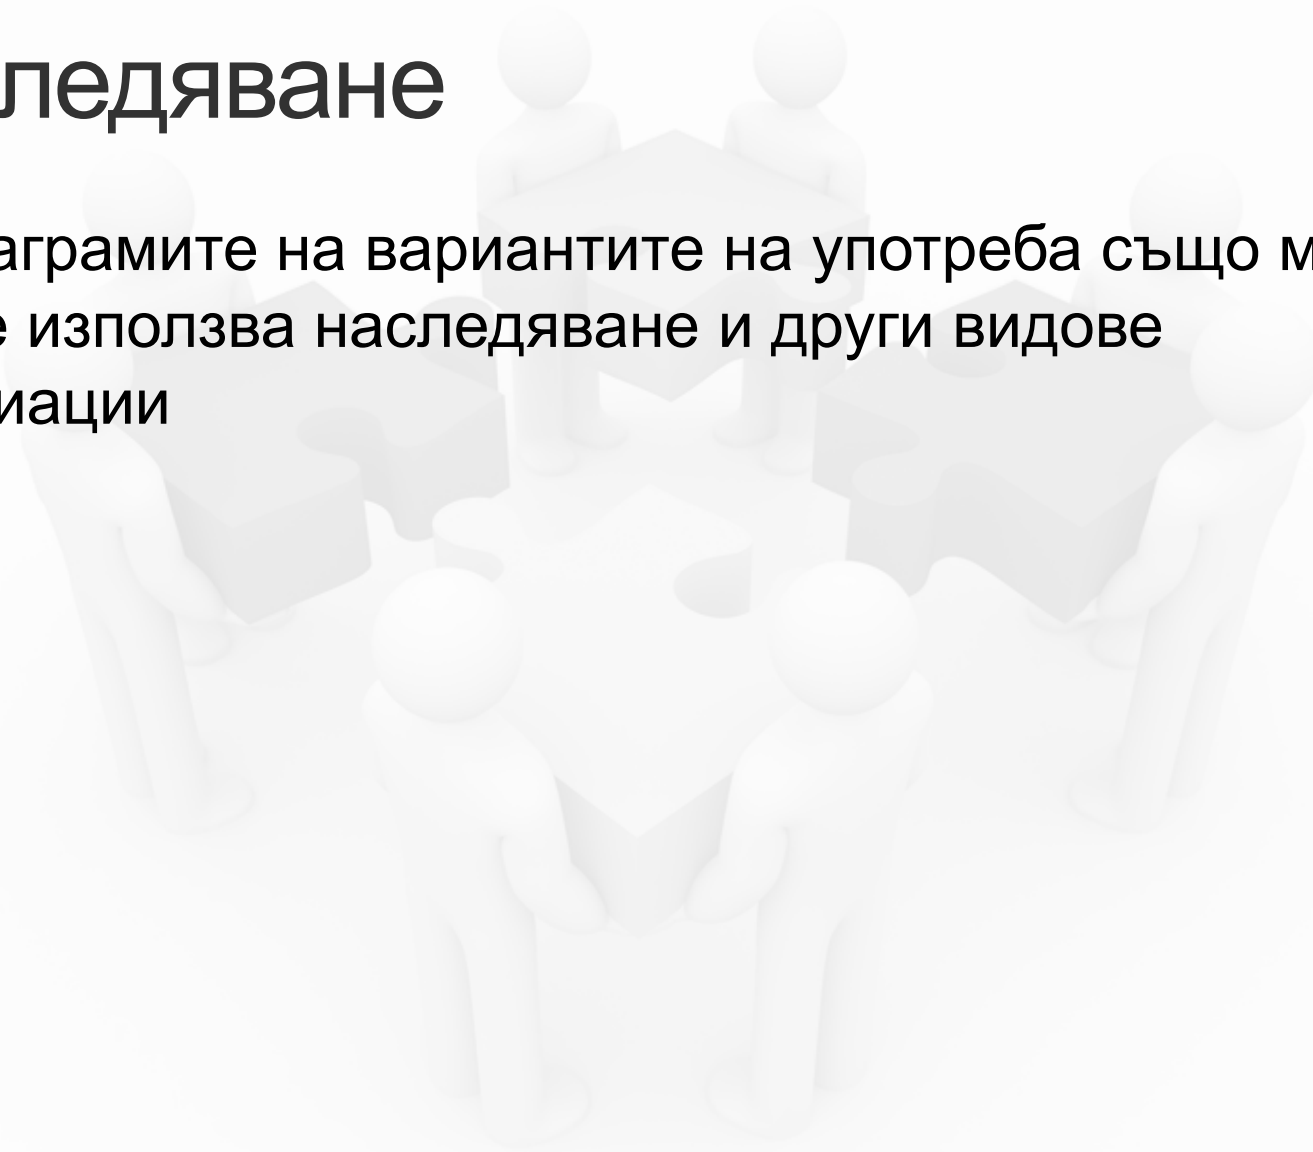 ледяване
аграмите на вариантите на употреба също м
е използва наследяване и други видове
иации